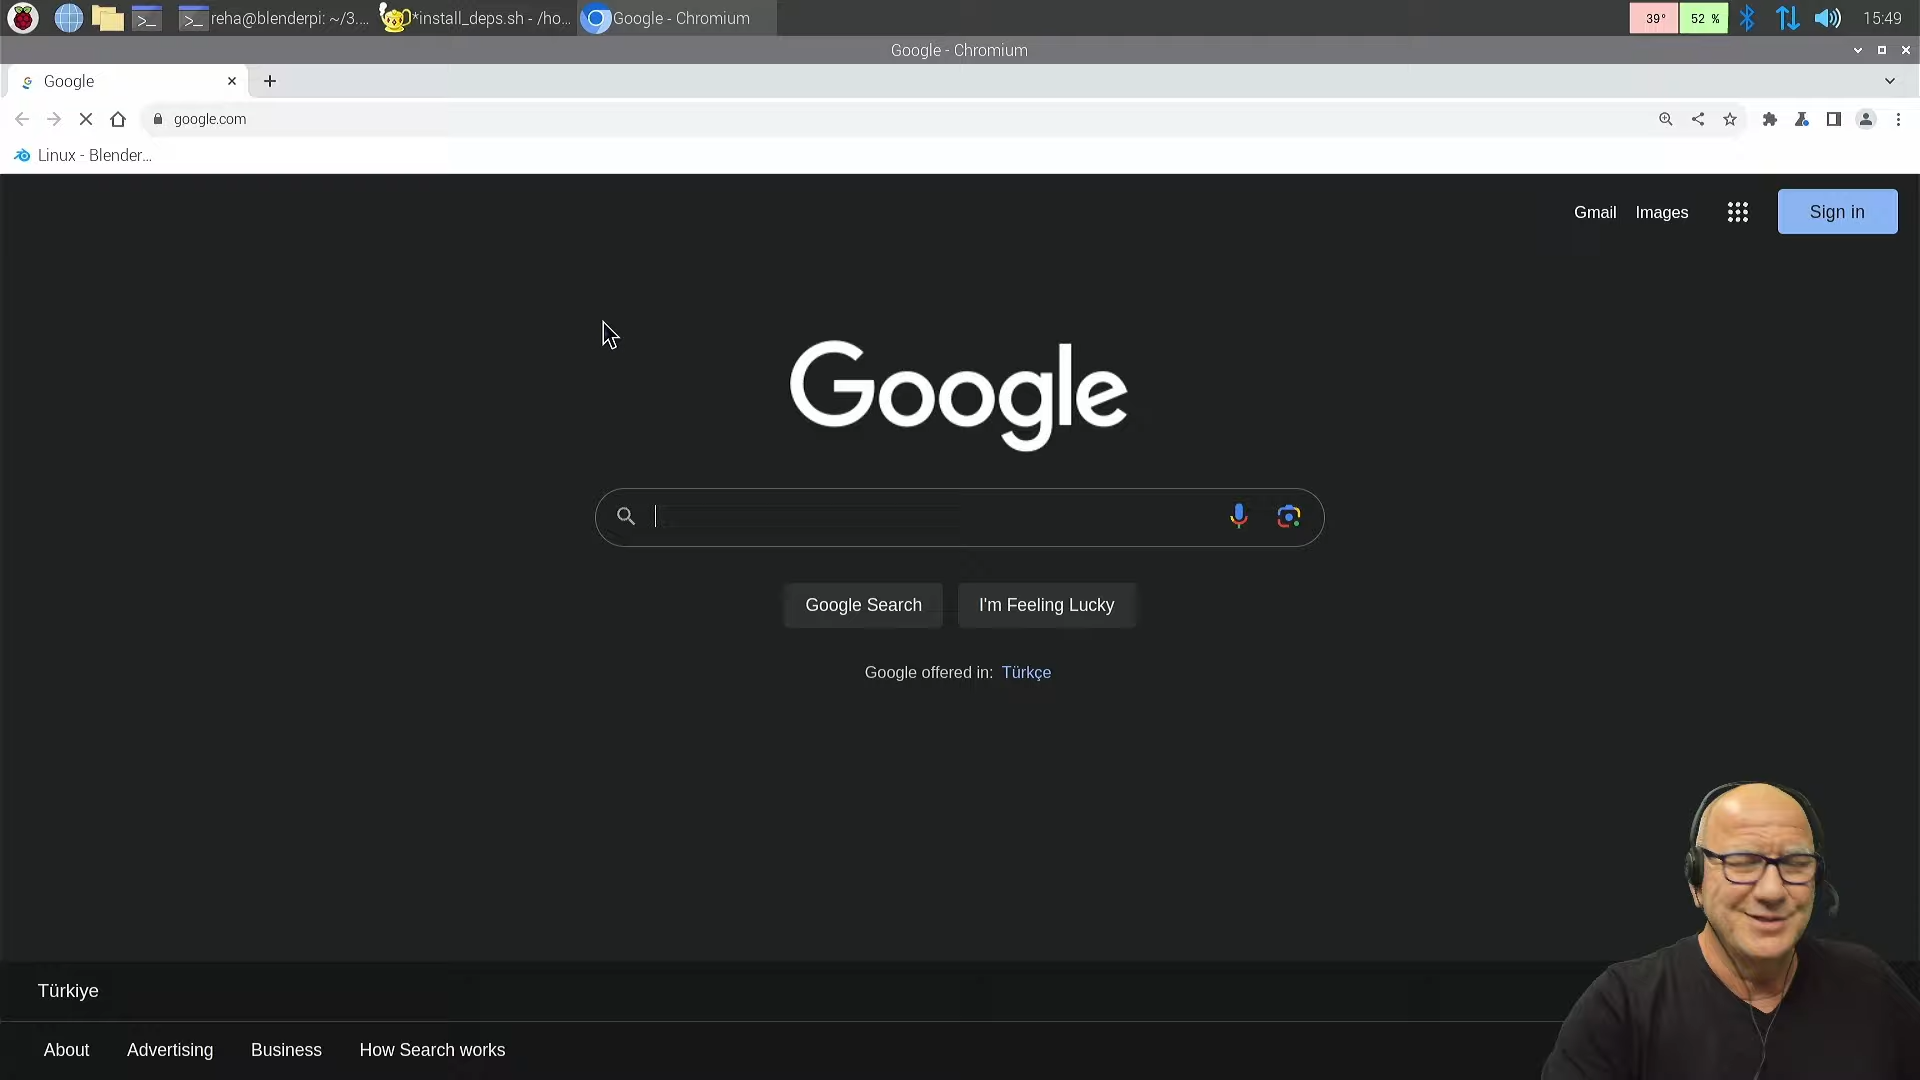 reha@blenderpi: ~/3.... *install_deps.sh - /ho... Google - Chromium 39° 52 % 15:49
Google - Chromium
Google
google.com
Linux - Blender...
Gmail Images Sign in
Google
Google Search I'm Feeling Lucky
Google offered in: Türkçe
Türkiye
About Advertising Business How Search works